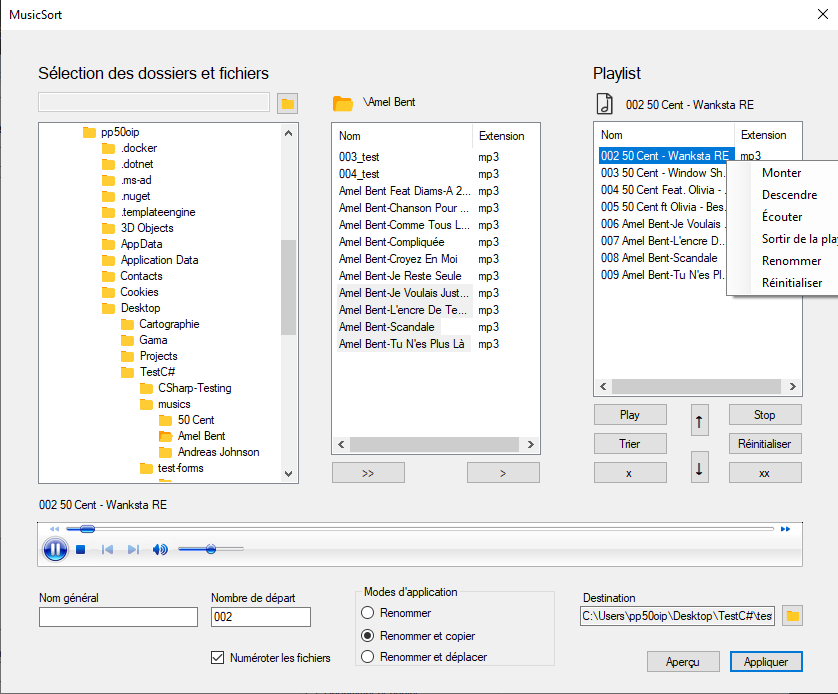 MusicSort
Sélection des dossiers et fichiers
pp50oip
.docker
.dotnet
.ms-ad
.nuget
.templateengine
3D Objects
AppData
Application Data
Contacts
Cookies
Desktop
Cartographie
Gama
Projects
TestC#
CSharp-Testing
musics
50 Cent
Amel Bent
Andreas Johnson
test-forms
\Amel Bent
Nom Extension
003_test mp3
004_test mp3
Amel Bent Feat Diams-A 2... mp3
Amel Bent-Chanson Pour ... mp3
Amel Bent-Comme Tous L... mp3
Amel Bent-Compliquée mp3
Amel Bent-Croyez En Moi mp3
Amel Bent-Je Reste Seule mp3
Amel Bent-Je Voulais Just... mp3
Amel Bent-L'encre De Te... mp3
Amel Bent-Scandale mp3
Amel Bent-Tu N'es Plus Là mp3
>> >
Playlist
002 50 Cent - Wanksta RE
Nom Extension
002 50 Cent - Wanksta RE mp3
003 50 Cent - Window Sh...
004 50 Cent Feat. Olivia - ...
005 50 Cent ft Olivia - Bes...
006 Amel Bent-Je Voulais ...
007 Amel Bent-L'encre D...
008 Amel Bent-Scandale
009 Amel Bent-Tu N'es Pl...
Monter
Descendre
Écouter
Sortir de la play
Renommer
Réinitialiser
Play Stop
Trier Réinitialiser
x xx
002 50 Cent - Wanksta RE
Nom général
Nombre de départ
002
Numéroter les fichiers
Modes d'application
Renommer
Renommer et copier
Renommer et déplacer
Destination
C:\Users\pp50oip\Desktop\TestC#\tes
Aperçu Appliquer